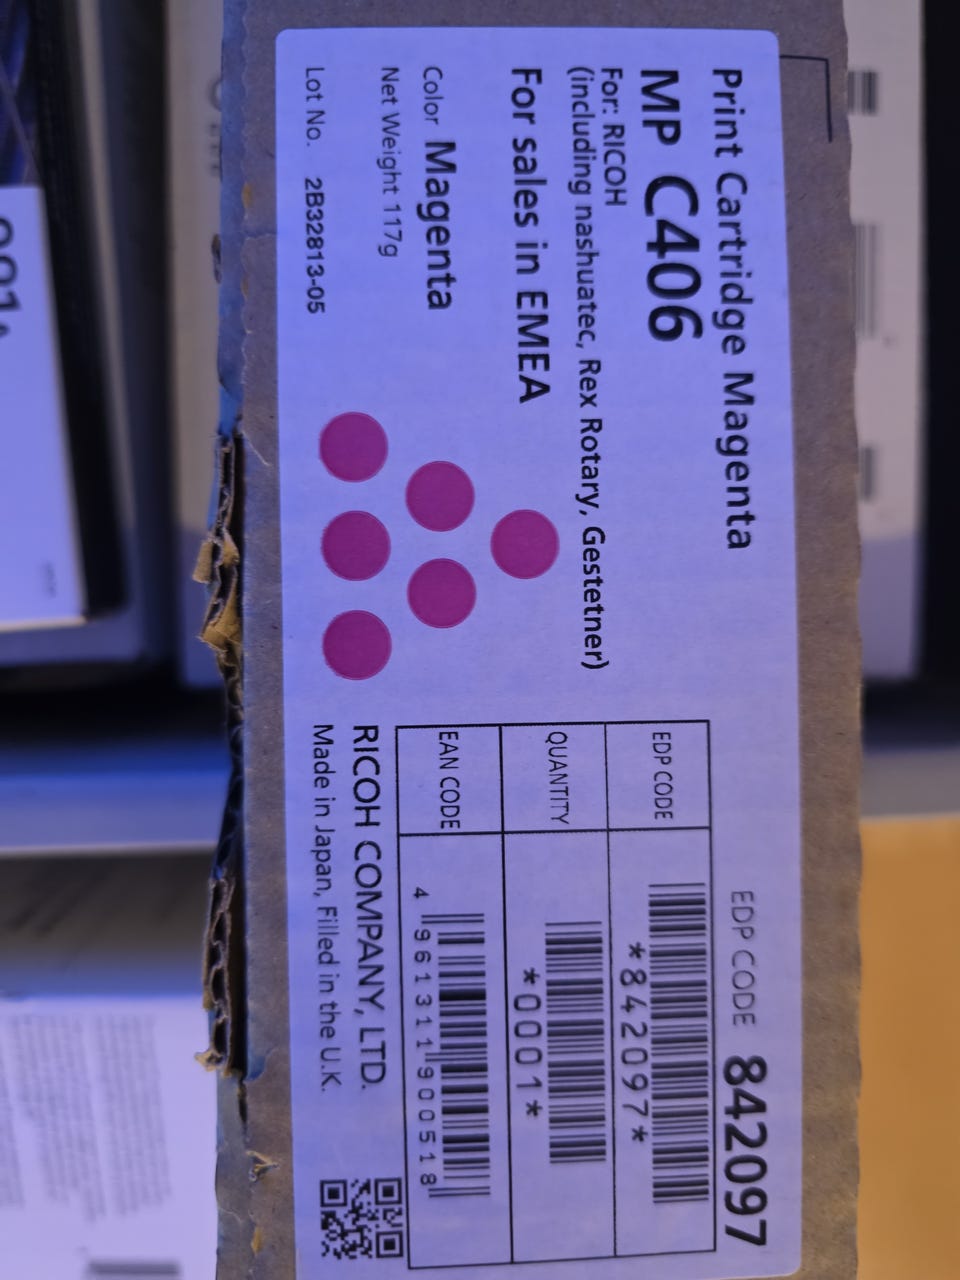 Print Cartridge Magenta
EDP CODE 842097
MP C406
For: RICOH
(including nashuatec, Rex Rotary, Gestetner)
For sales in EMEA
Color Magenta
Net Weight 117g
Lot No. 2B32813-05
EDP CODE
*842097*
QUANTITY
*0001*
EAN CODE
4 961311 900518
RICOH COMPANY, LTD.
Made in Japan, Filled in the U.K.